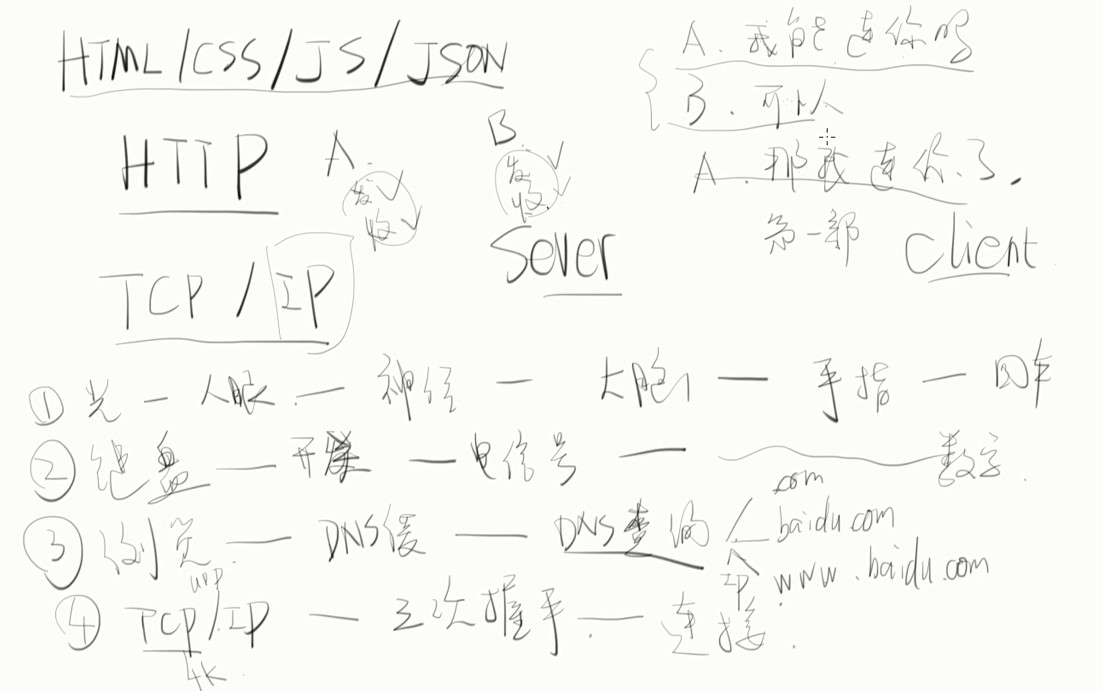 HTML/CSS/JS/JSON
A. 我能连你吗
B. 可以
A. 那我连你了.
HTTP
A.
发
收
B.
发
收
Sever
第一部
Client
TCP/IP
① 光 — 人眼 — 神经 — 大脑 — 手指 — 回车
② 键盘 — 开 — 电信号 — 数字.
③ 浏览 — DNS缓 — DNS查询
.com
baidu.com
www.baidu.com
IP
UDP
④ TCP/IP — 三次握手. — 连接.
4K